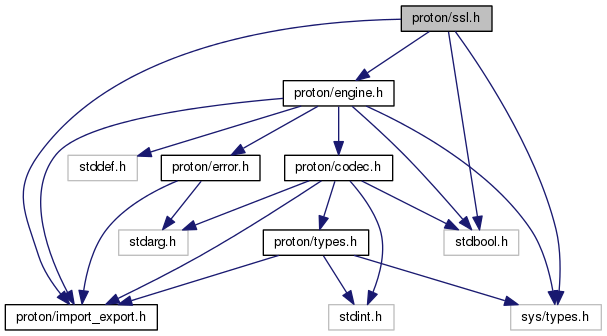 proton/ssl.h
proton/engine.h
stddef.h
proton/error.h
proton/codec.h
stdarg.h
proton/types.h
stdbool.h
proton/import_export.h
stdint.h
sys/types.h